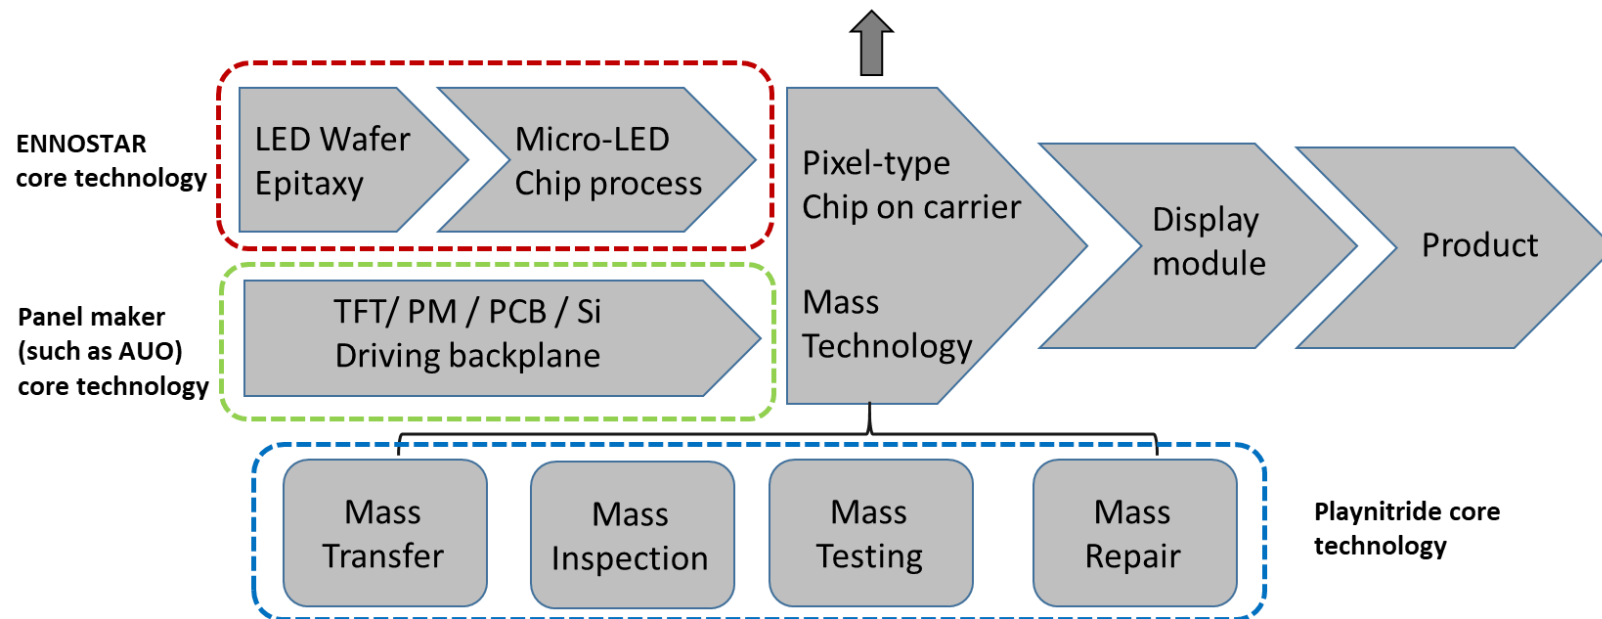 ENNOSTAR
core technology
LED Wafer
Epitaxy
Micro-LED
Chip process
Panel maker
(such as AUO)
core technology
TFT/ PM / PCB / Si
Driving backplane
Pixel-type
Chip on carrier
Mass
Technology
Display
module
Product
Mass
Transfer
Mass
Inspection
Mass
Testing
Mass
Repair
Playnitride core
technology